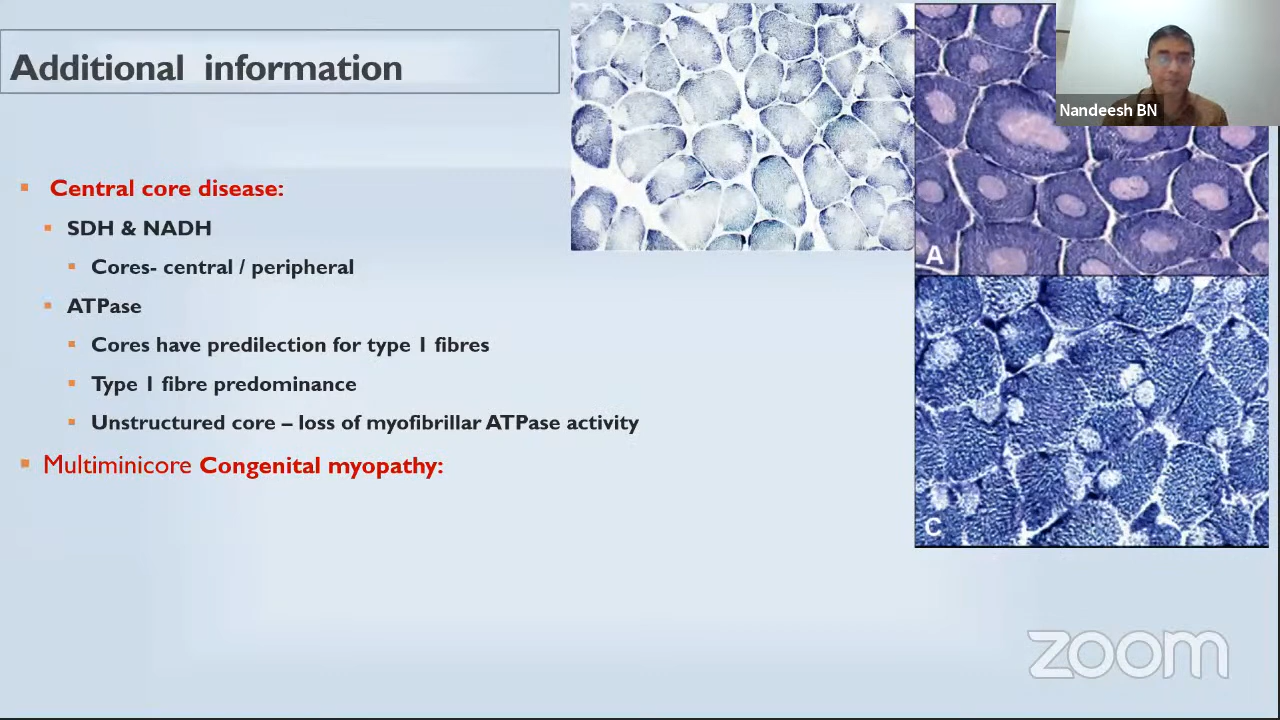 Additional information
Nandeesh BN
Central core disease:
SDH & NADH
Cores- central / peripheral
ATPase
Cores have predilection for type 1 fibres
Type 1 fibre predominance
Unstructured core – loss of myofibrillar ATPase activity
Multiminicore Congenital myopathy:
A
C
zoom